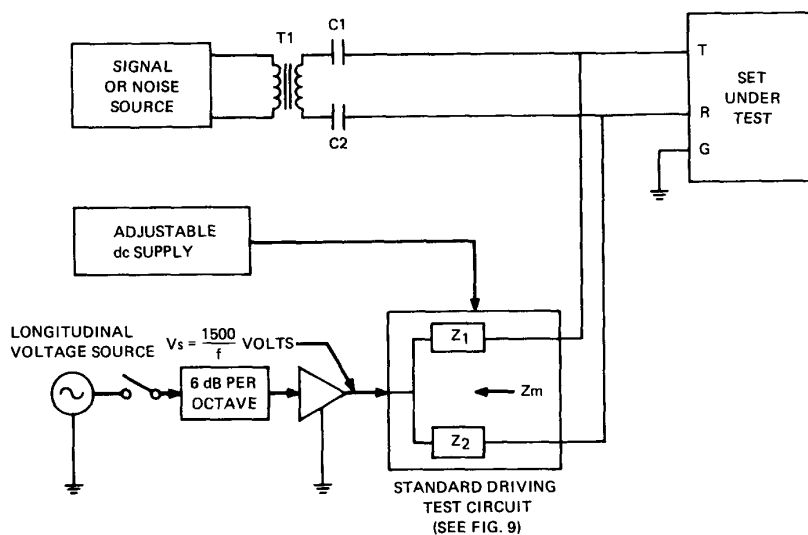 SIGNAL
OR NOISE
SOURCE
T1
C1
C2
T
R
G
SET
UNDER
TEST
ADJUSTABLE
dc SUPPLY
LONGITUDINAL
VOLTAGE SOURCE
Vs = 1500/f VOLTS
6 dB PER
OCTAVE
Z1
Zm
Z2
STANDARD DRIVING
TEST CIRCUIT
(SEE FIG. 9)